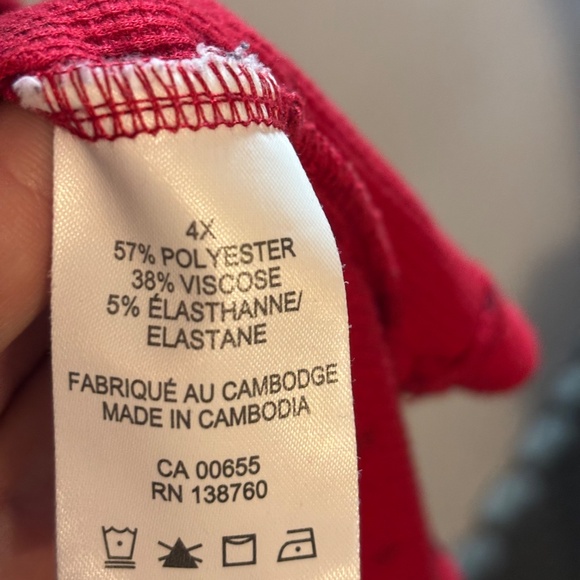 4X
57% POLYESTER
38% VISCOSE
5% ÉLASTHANNE/
ELASTANE
FABRIQUÉ AU CAMBODGE
MADE IN CAMBODIA
CA 00655
RN 138760